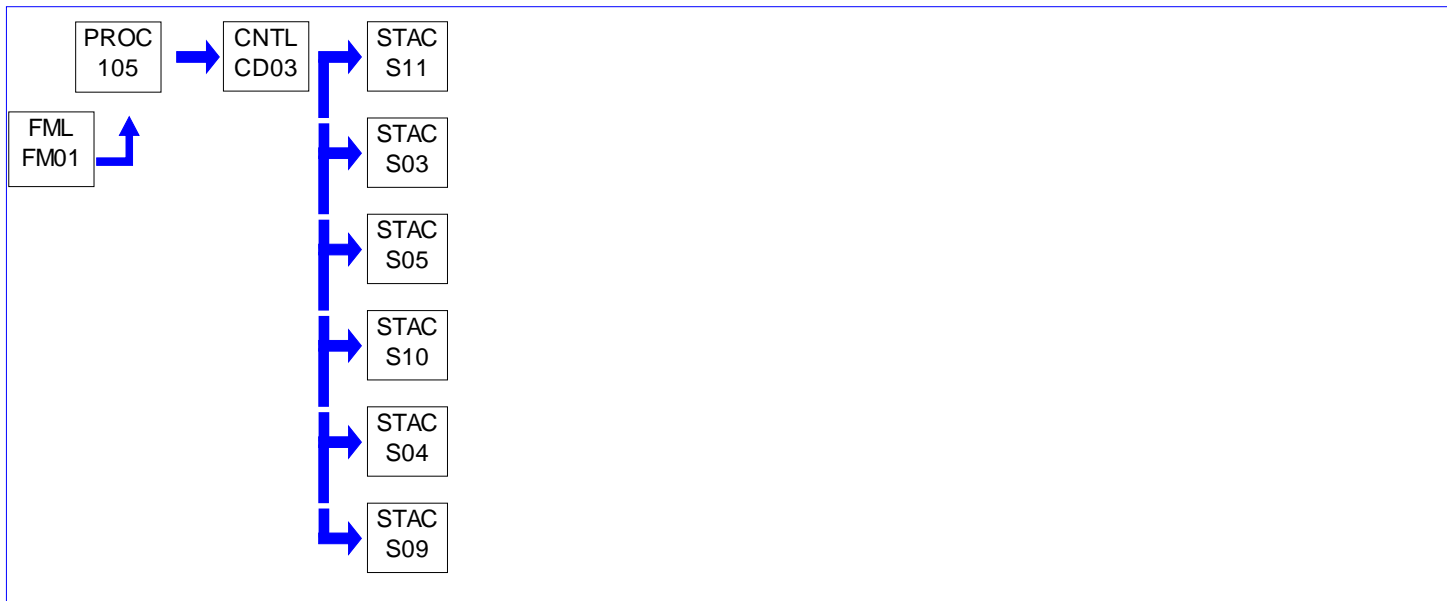 PROC
105
CNTL
CD03
STAC
S11
FML
FM01
STAC
S03
STAC
S05
STAC
S10
STAC
S04
STAC
S09